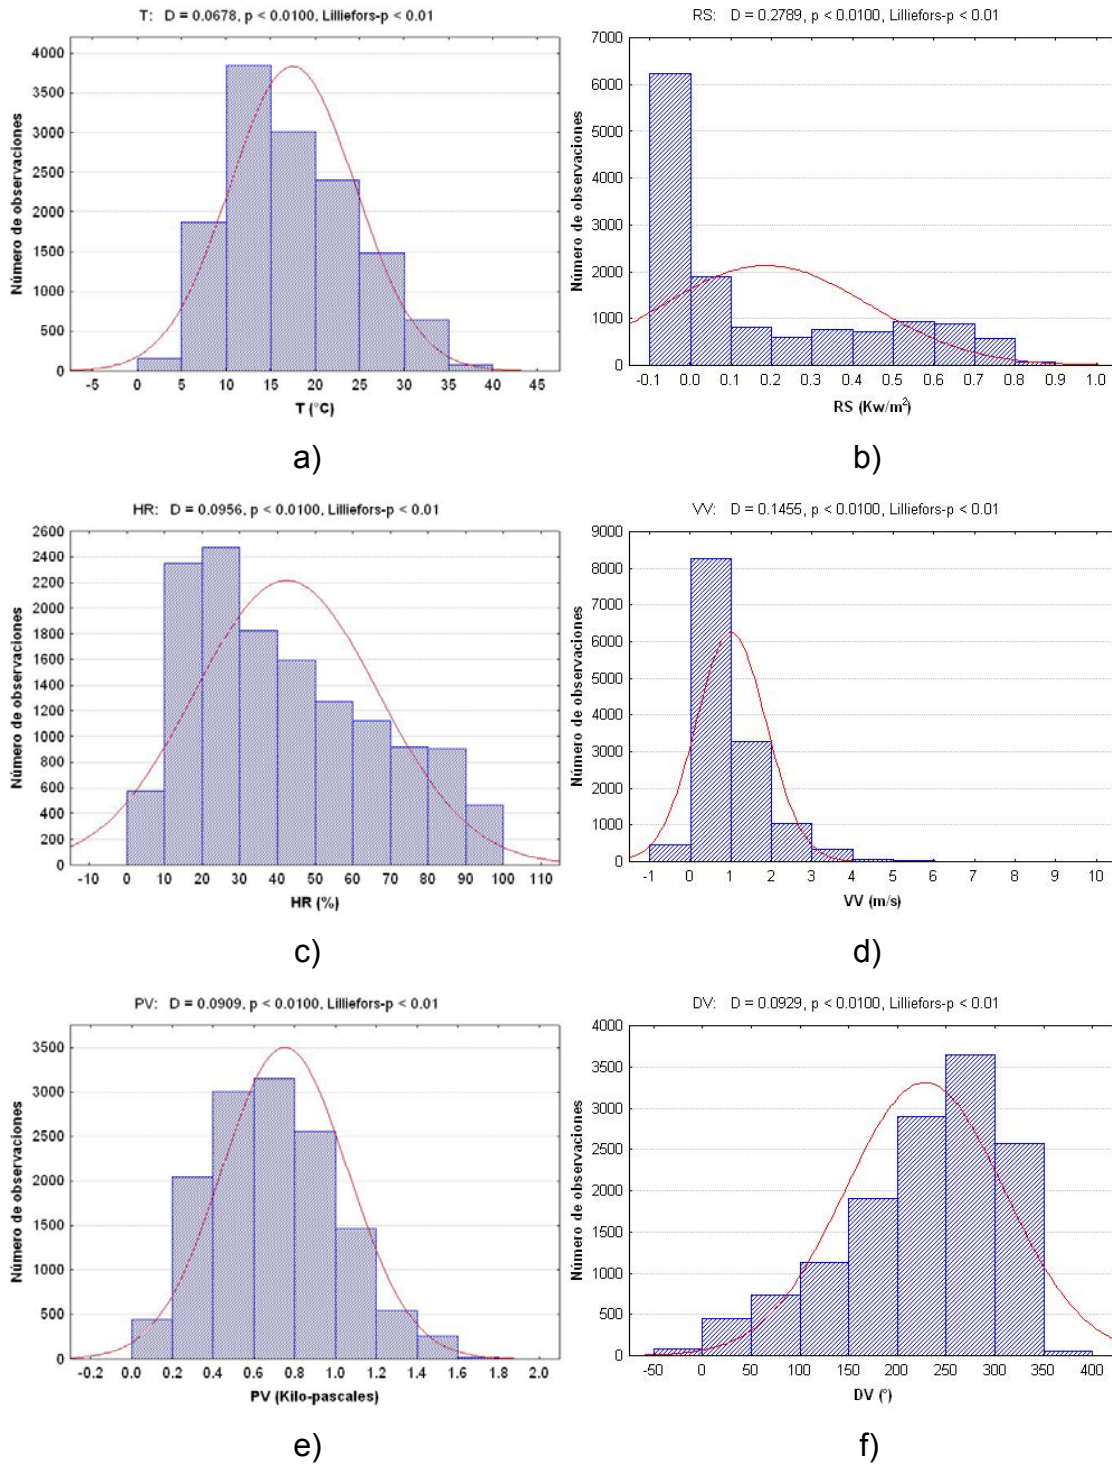 T: D = 0.0678, p < 0.0100, Lilliefors-p < 0.01
Número de observaciones
4000
3500
3000
2500
2000
1500
1000
500
0
-5 0 5 10 15 20 25 30 35 40 45
T (°C)
a)
RS: D = 0.2789, p < 0.0100, Lilliefors-p < 0.01
Número de observaciones
7000
6000
5000
4000
3000
2000
1000
0
-0.1 0.0 0.1 0.2 0.3 0.4 0.5 0.6 0.7 0.8 0.9 1.0
RS (Kw/m²)
b)
HR: D = 0.0956, p < 0.0100, Lilliefors-p < 0.01
Número de observaciones
2600
2400
2200
2000
1800
1600
1400
1200
1000
800
600
400
200
0
-10 0 10 20 30 40 50 60 70 80 90 100 110
HR (%)
c)
VV: D = 0.1455, p < 0.0100, Lilliefors-p < 0.01
Número de observaciones
9000
8000
7000
6000
5000
4000
3000
2000
1000
0
-1 0 1 2 3 4 5 6 7 8 9 10
VV (m/s)
d)
PV: D = 0.0909, p < 0.0100, Lilliefors-p < 0.01
Número de observaciones
3500
3000
2500
2000
1500
1000
500
0
-0.2 0.0 0.2 0.4 0.6 0.8 1.0 1.2 1.4 1.6 1.8 2.0
PV (Kilo-pascales)
e)
DV: D = 0.0929, p < 0.0100, Lilliefors-p < 0.01
Número de observaciones
4000
3500
3000
2500
2000
1500
1000
500
0
-50 0 50 100 150 200 250 300 350 400
DV (°)
f)